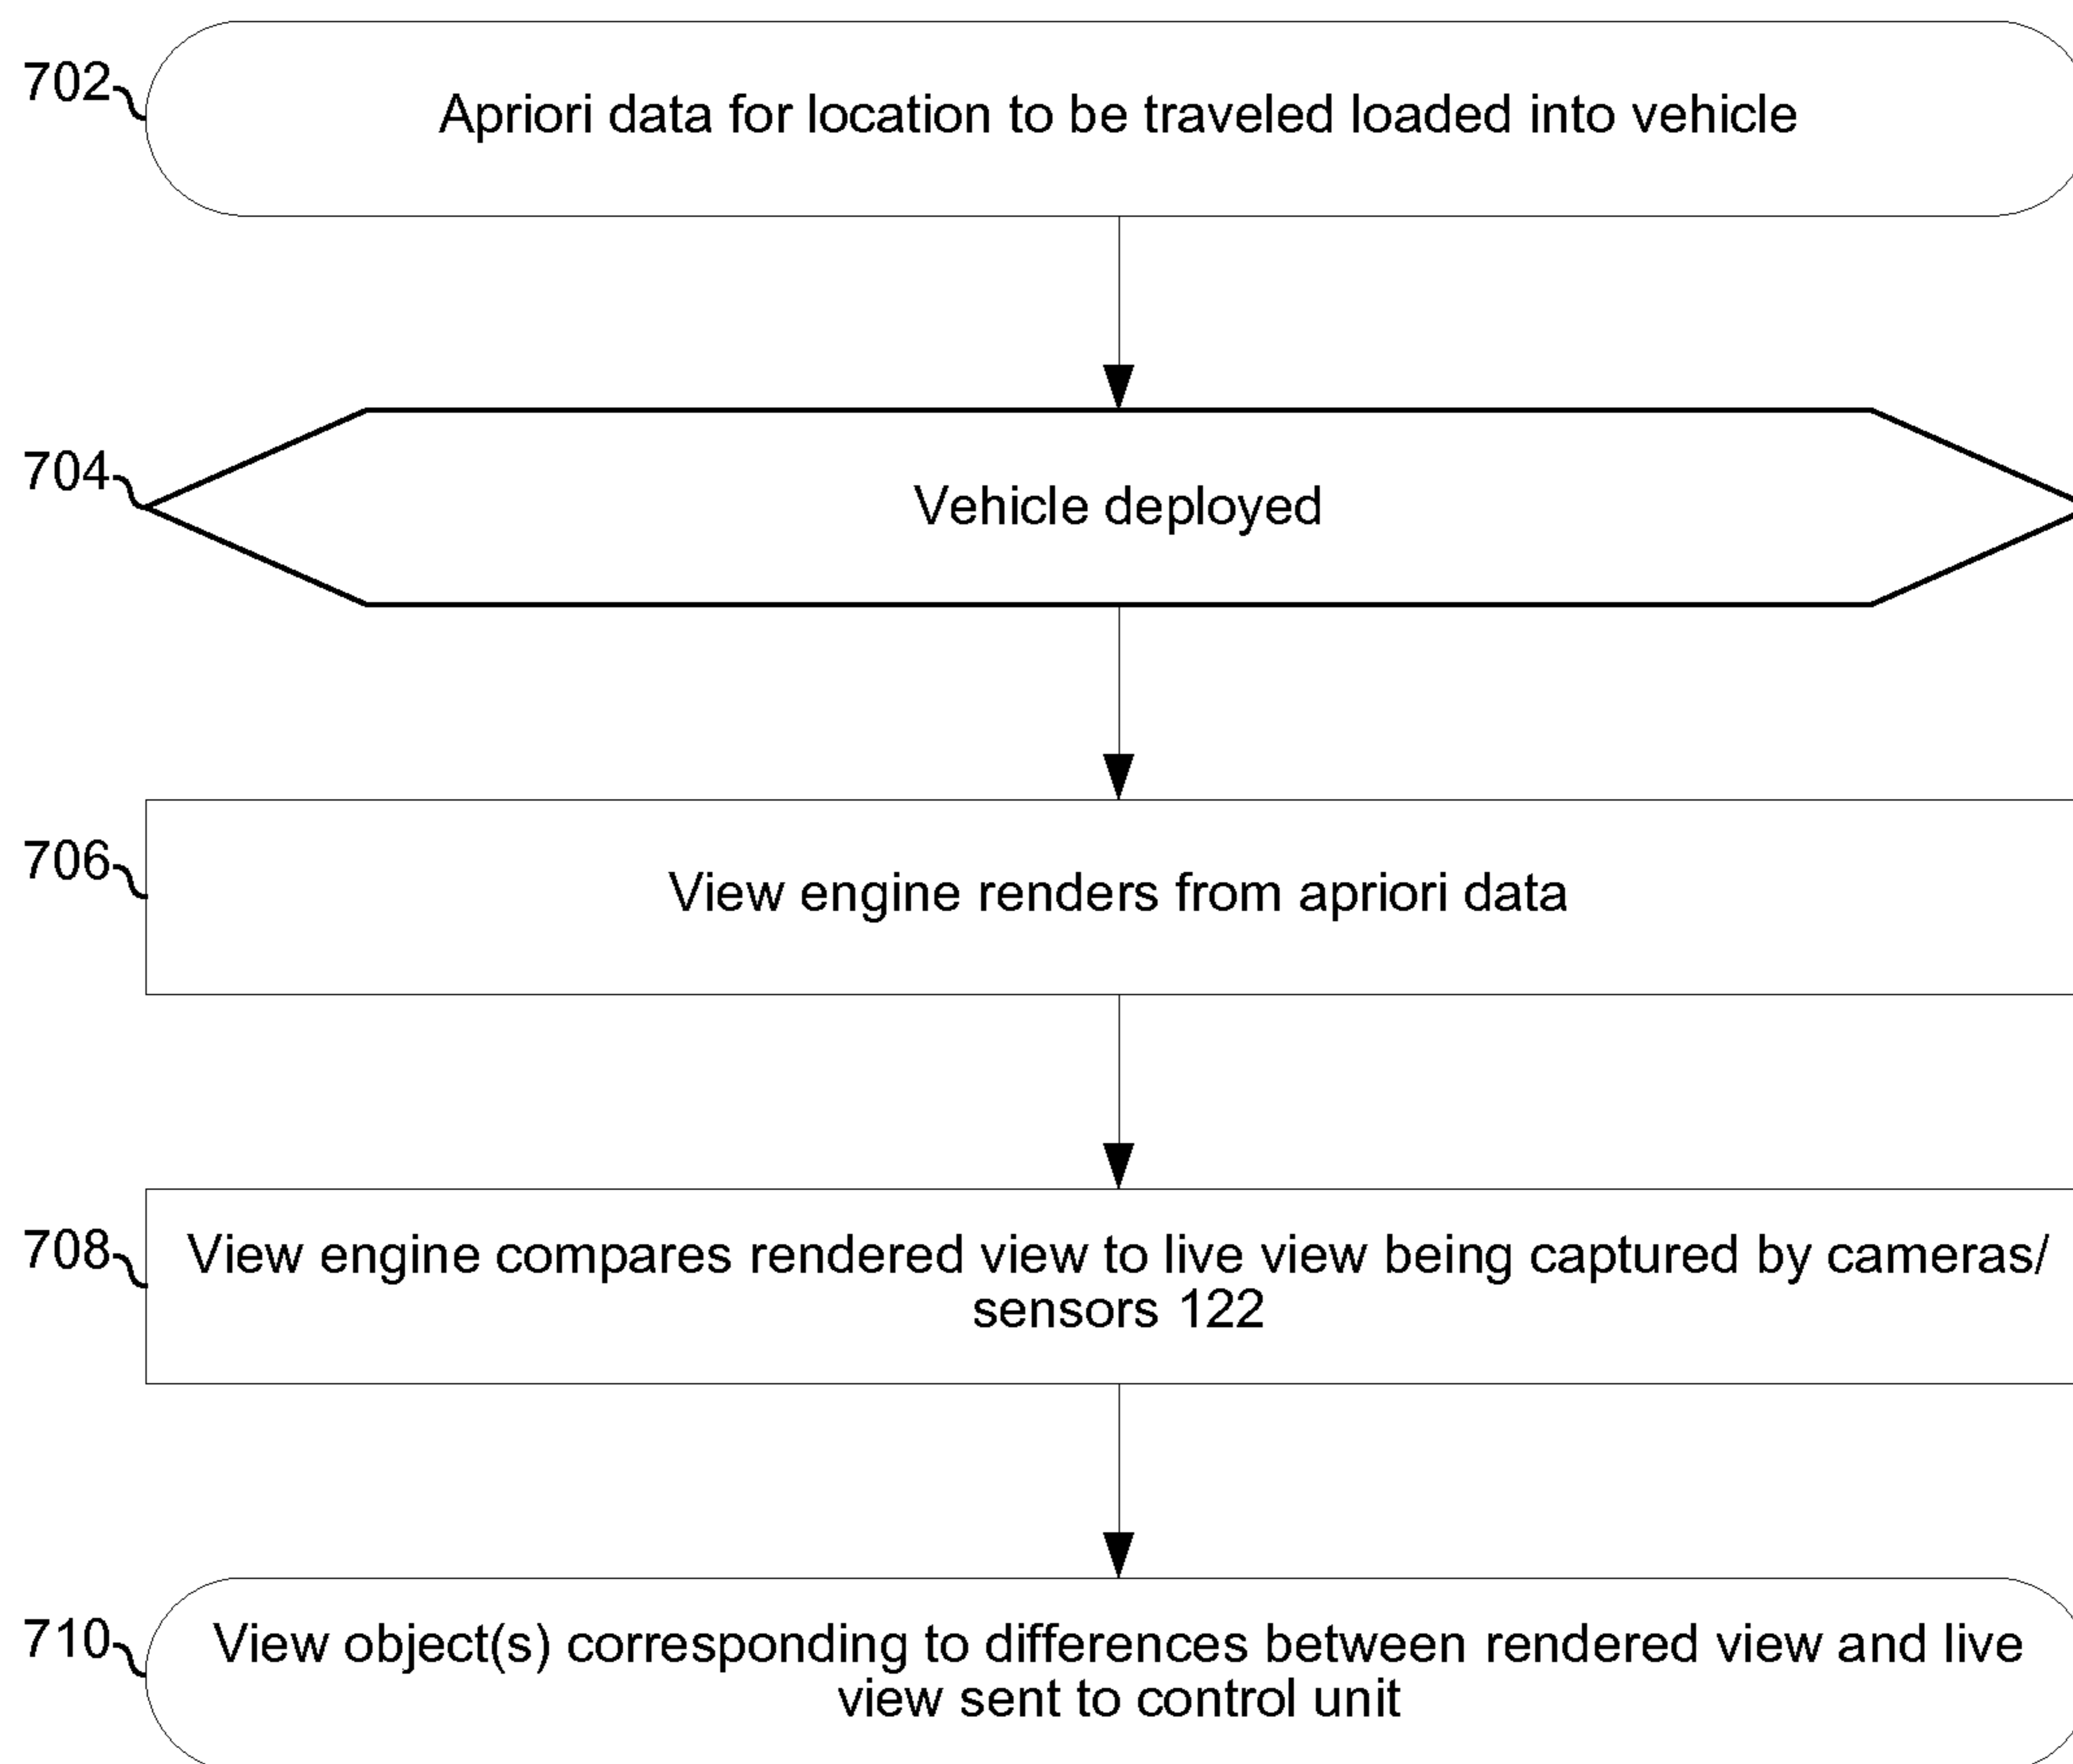 702
Apriori data for location to be traveled loaded into vehicle
704
Vehicle deployed
706
View engine renders from apriori data
708
View engine compares rendered view to live view being captured by cameras/
sensors 122
710
View object(s) corresponding to differences between rendered view and live
view sent to control unit